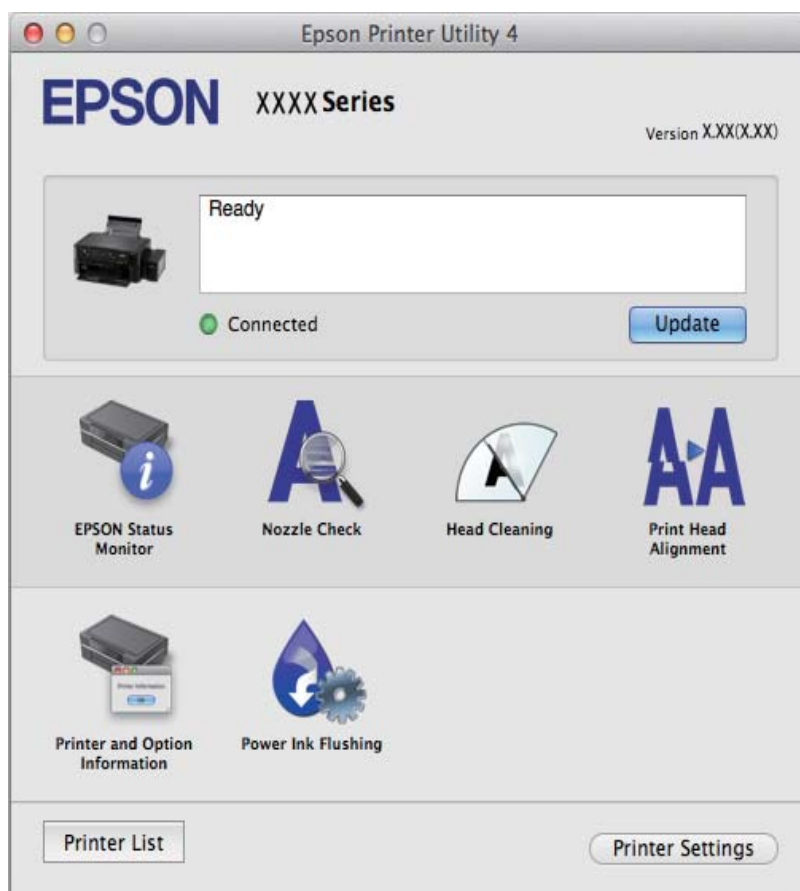 Epson Printer Utility 4
EPSON XXXX Series
Version X.XX(X.XX)
Ready
Connected
Update
EPSON Status
Monitor
Nozzle Check
Head Cleaning
Print Head
Alignment
Printer and Option
Information
Power Ink Flushing
Printer List
Printer Settings